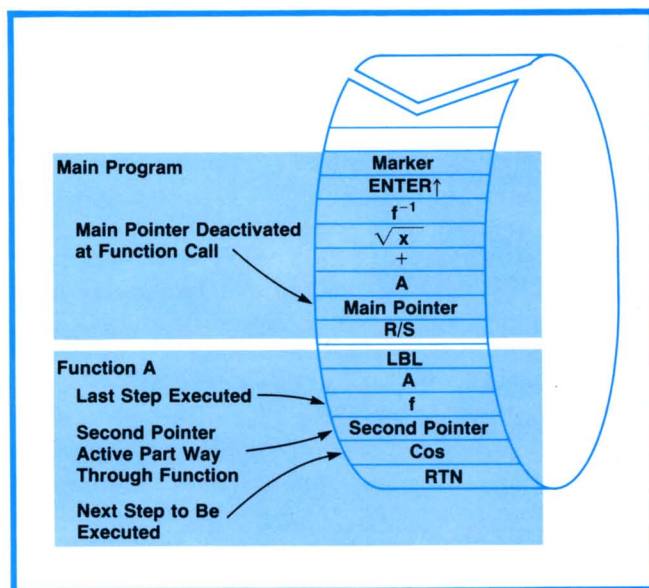 Main Program
Marker
ENTER↑
f⁻¹
Main Pointer Deactivated
at Function Call
√x
+
A
Main Pointer
R/S
Function A
LBL
A
Last Step Executed
f
Second Pointer
Active Part Way
Through Function
Second Pointer
Cos
RTN
Next Step to Be
Executed